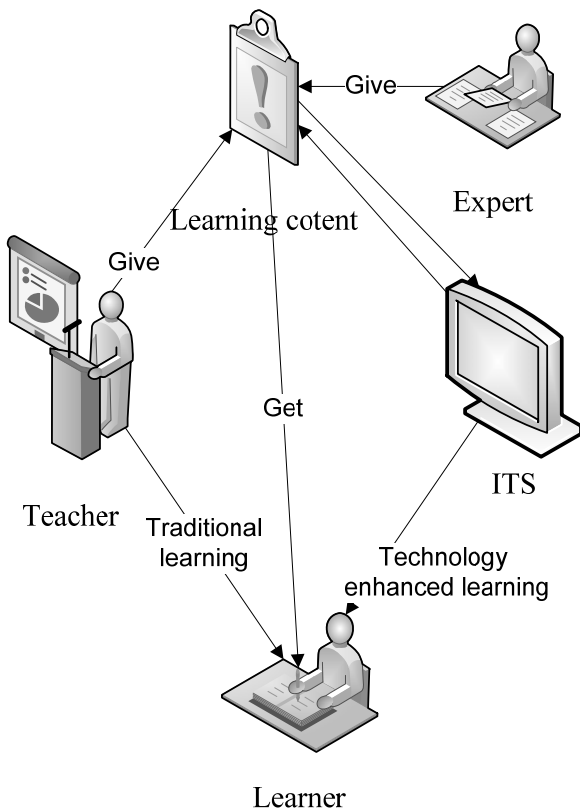 Give
Expert
Learning cotent
Give
Get
ITS
Teacher
Traditional
learning
Technology
enhanced learning
Learner